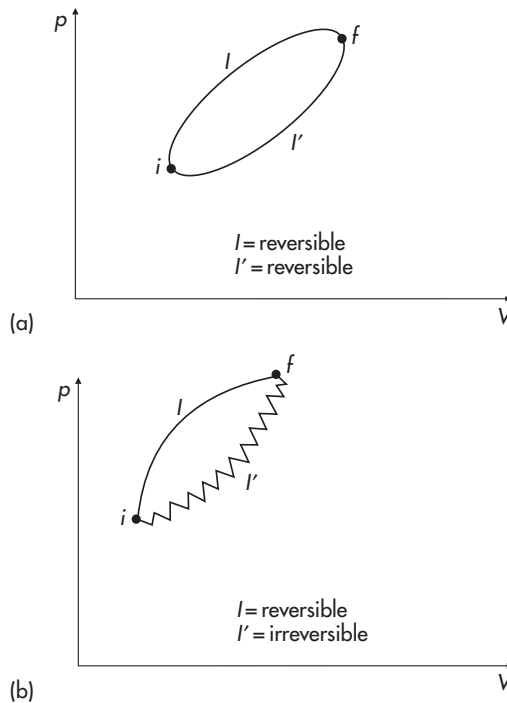 p
f
I
I'
i
I = reversible
I' = reversible
(a)
V
p
f
I
I'
i
I = reversible
I' = irreversible
(b)
V